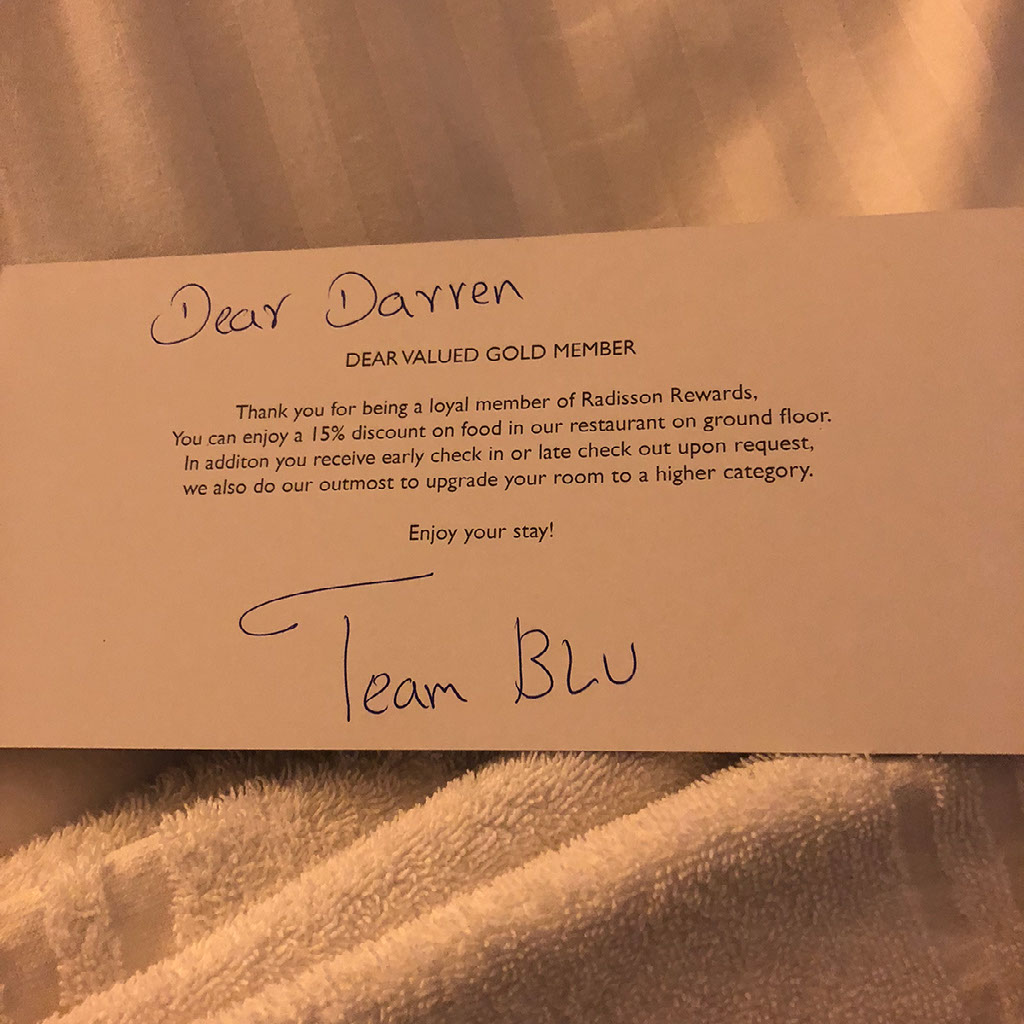 Dear Darren
DEAR VALUED GOLD MEMBER
Thank you for being a loyal member of Radisson Rewards,
You can enjoy a 15% discount on food in our restaurant on ground floor.
In additon you receive early check in or late check out upon request,
we also do our outmost to upgrade your room to a higher category.
Enjoy your stay!
Team BLU